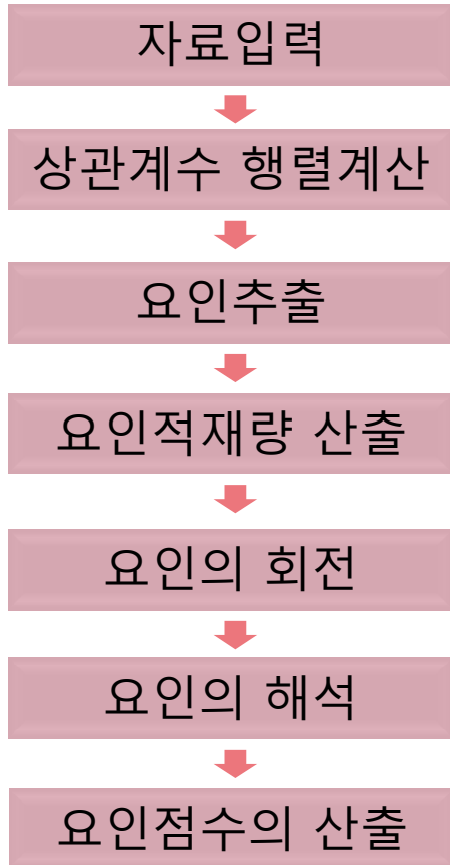 자료입력
상관계수 행렬계산
요인추출
요인적재량 산출
요인의 회전
요인의 해석
요인점수의 산출